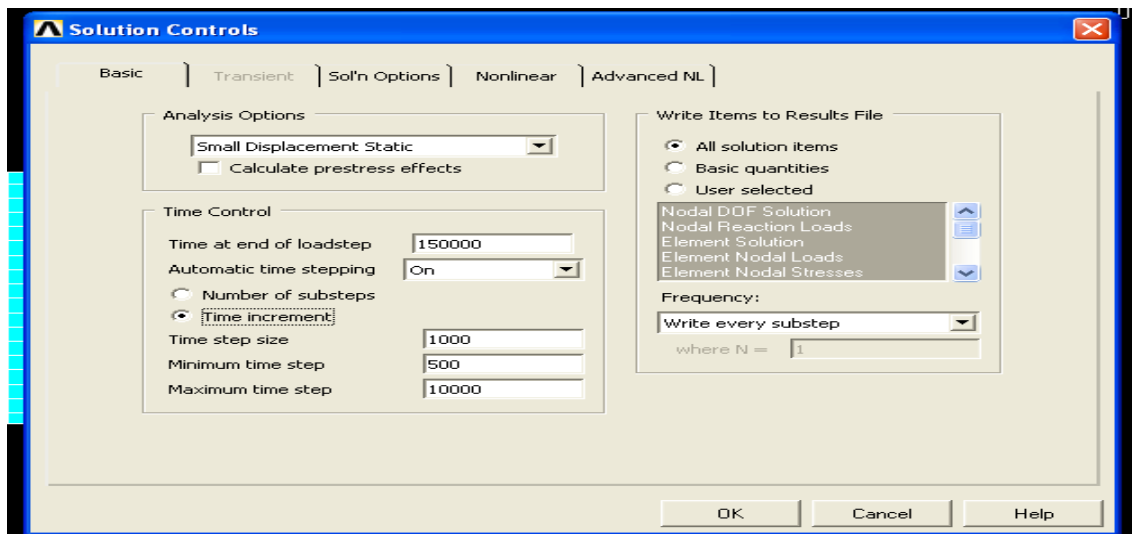 Solution Controls
Basic
Transient
Sol'n Options
Nonlinear
Advanced NL
Analysis Options
Small Displacement Static
Calculate prestress effects
Time Control
Time at end of loadstep 150000
Automatic time stepping On
Number of substeps
Time increment
Time step size 1000
Minimum time step 500
Maximum time step 10000
Write Items to Results File
All solution items
Basic quantities
User selected
Nodal DOF Solution
Nodal Reaction Loads
Element Solution
Element Nodal Loads
Element Nodal Stresses
Frequency:
Write every substep
where N = 1
OK
Cancel
Help